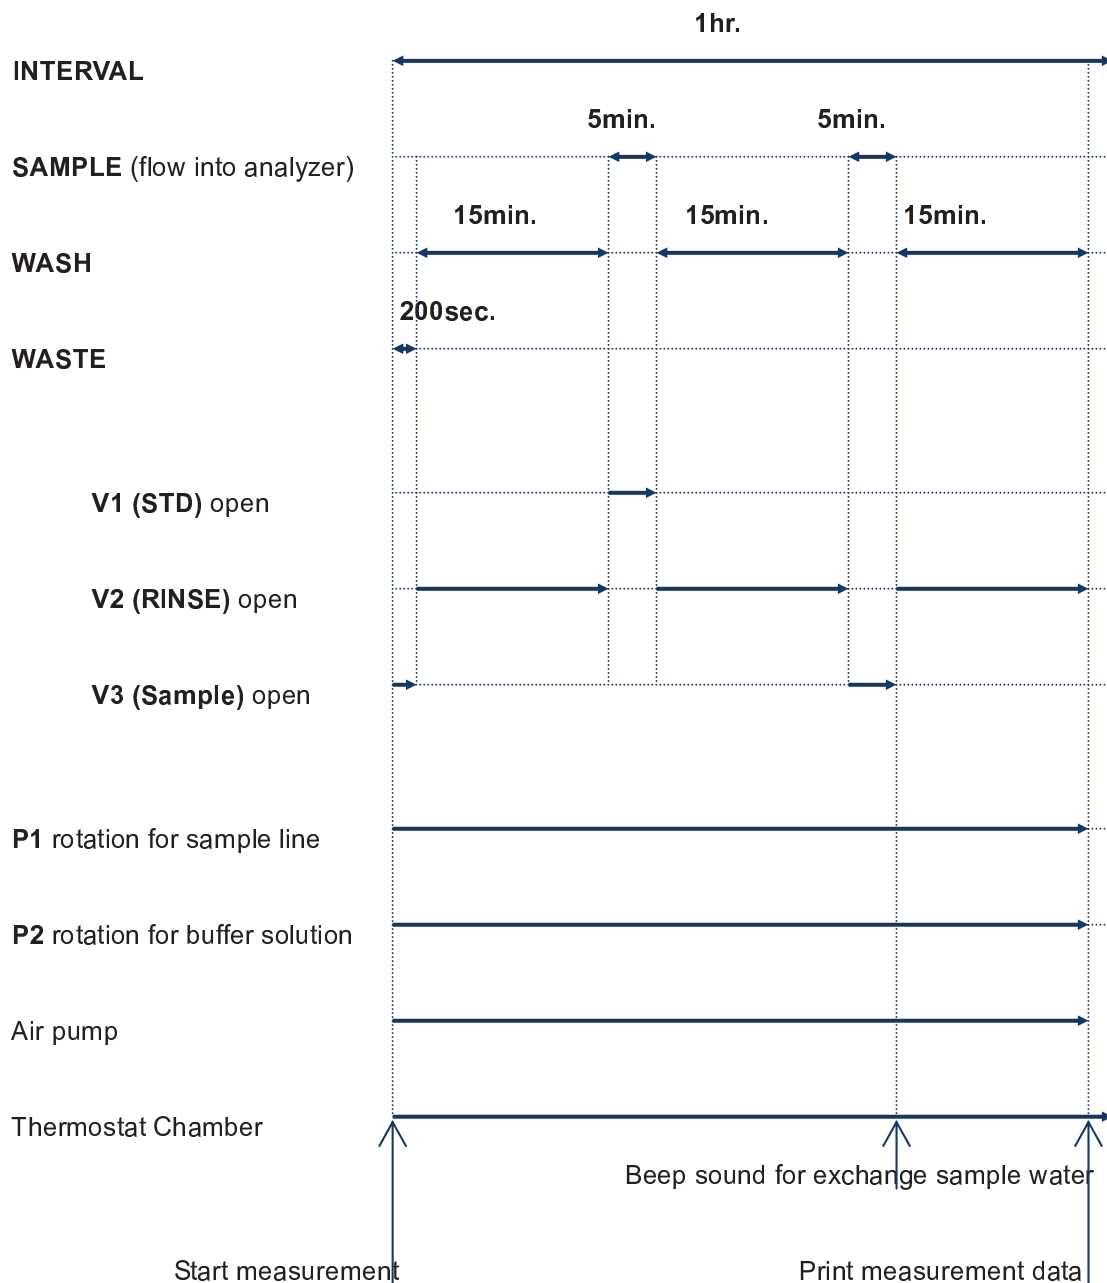 1hr.
INTERVAL
5min. 5min.
SAMPLE (flow into analyzer)
15min. 15min. 15min.
WASH
200sec.
WASTE
V1 (STD) open
V2 (RINSE) open
V3 (Sample) open
P1 rotation for sample line
P2 rotation for buffer solution
Air pump
Thermostat Chamber
Beep sound for exchange sample water
Start measurement Print measurement data